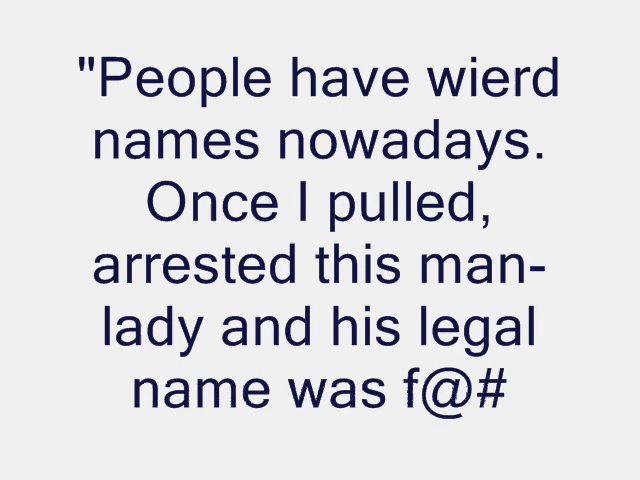 "People have wierd
names nowadays.
Once I pulled,
arrested this man-
lady and his legal
name was f@#